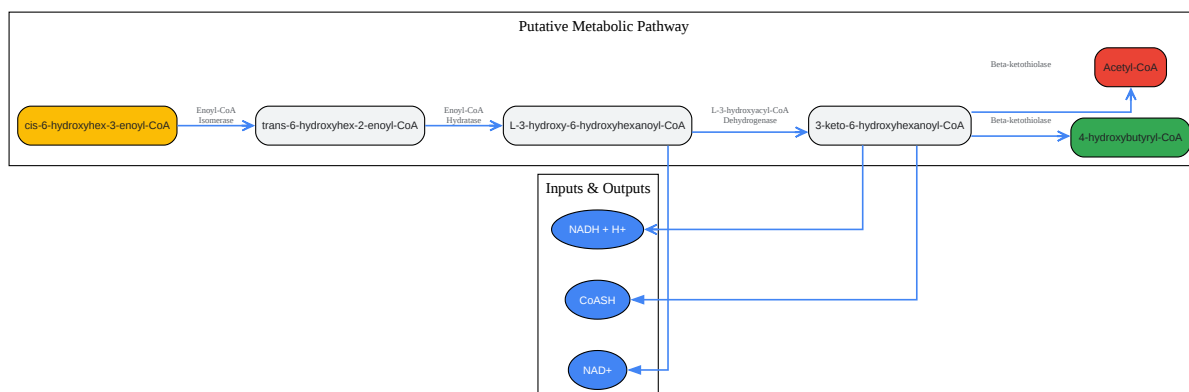 Putative Metabolic Pathway
Beta-ketothiolase
Acetyl-CoA
cis-6-hydroxyhex-3-enoyl-CoA
Enoyl-CoA
Isomerase
trans-6-hydroxyhex-2-enoyl-CoA
Enoyl-CoA
Hydratase
L-3-hydroxy-6-hydroxyhexanoyl-CoA
L-3-hydroxyacyl-CoA
Dehydrogenase
3-keto-6-hydroxyhexanoyl-CoA
Beta-ketothiolase
4-hydroxybutyryl-CoA
Inputs & Outputs
NADH + H+
CoASH
NAD+